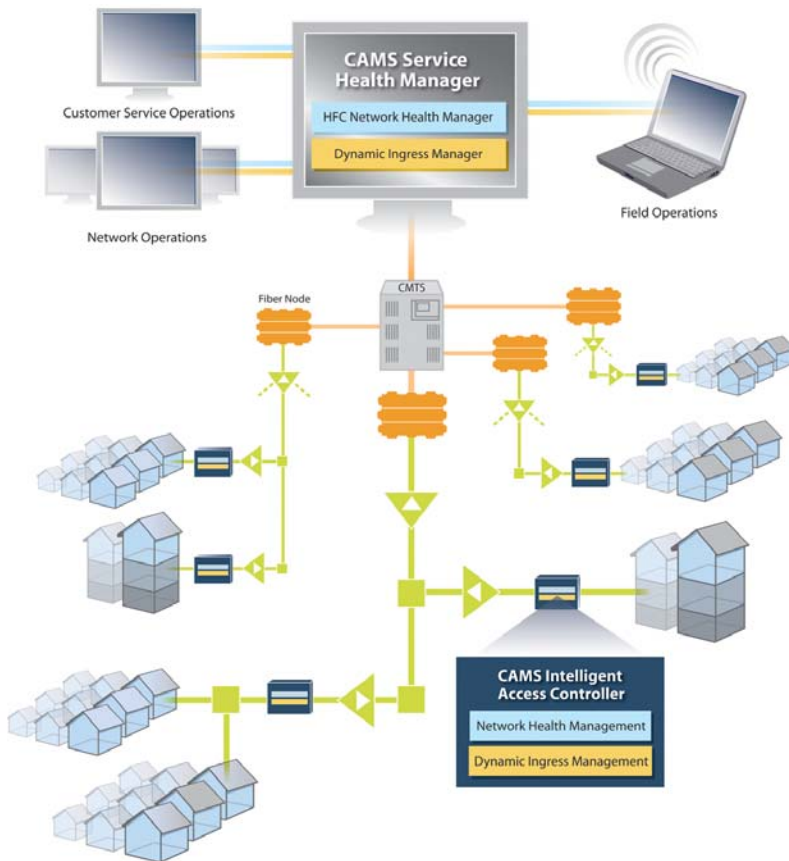 CAMS Service
Health Manager
HFC Network Health Manager
Dynamic Ingress Manager
Customer Service Operations
Network Operations
Field Operations
CMTS
Fiber Node
CAMS Intelligent
Access Controller
Network Health Management
Dynamic Ingress Management